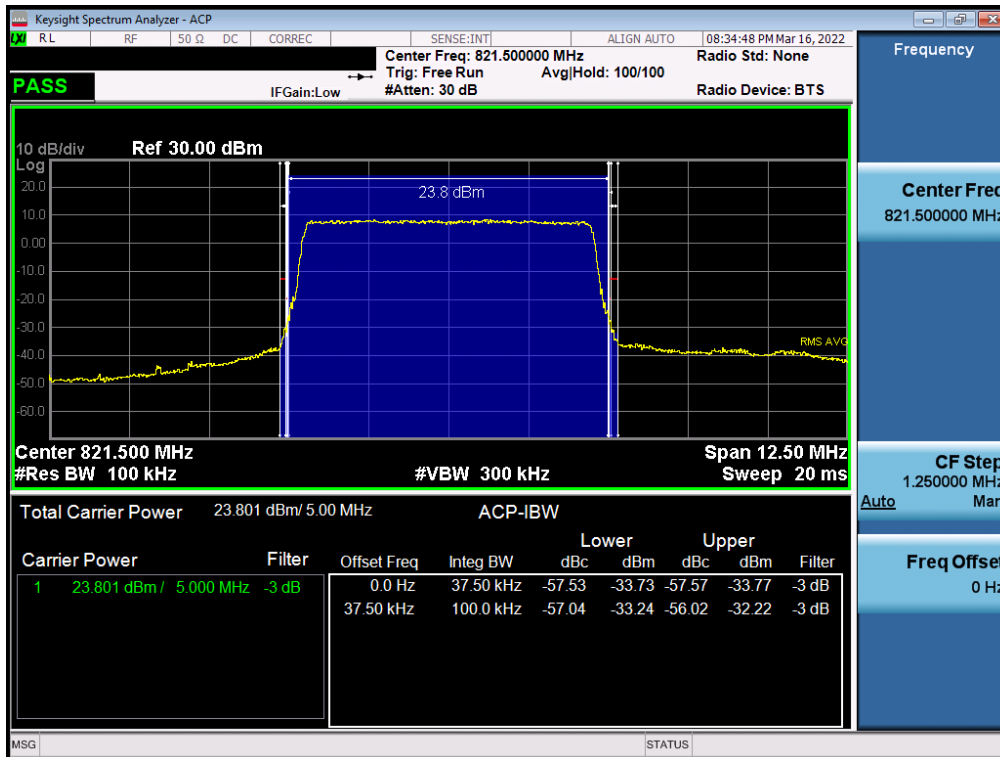 Keysight Spectrum Analyzer - ACP
LXI RL RF 50 Ω DC CORREC SENSE:INT ALIGN AUTO 08:34:48 PM Mar 16, 2022
Center Freq: 821.500000 MHz Radio Std: None
Trig: Free Run Avg|Hold: 100/100
PASS IFGain:Low #Atten: 30 dB Radio Device: BTS
10 dB/div Ref 30.00 dBm
Log
20.0
10.0
0.00
-10.0
-20.0
-30.0
-40.0
-50.0
-60.0
23.8 dBm
RMS AVG
Center 821.500 MHz Span 12.50 MHz
#Res BW 100 kHz #VBW 300 kHz Sweep 20 ms
Total Carrier Power 23.801 dBm/ 5.00 MHz ACP-IBW
Lower Upper
Carrier Power Filter Offset Freq Integ BW dBc dBm dBc dBm Filter
1 23.801 dBm / 5.000 MHz -3 dB 0.0 Hz 37.50 kHz -57.53 -33.73 -57.57 -33.77 -3 dB
37.50 kHz 100.0 kHz -57.04 -33.24 -56.02 -32.22 -3 dB
MSG STATUS
Frequency
Center Freq
821.500000 MHz
CF Step
1.250000 MHz
Auto Man
Freq Offset
0 Hz